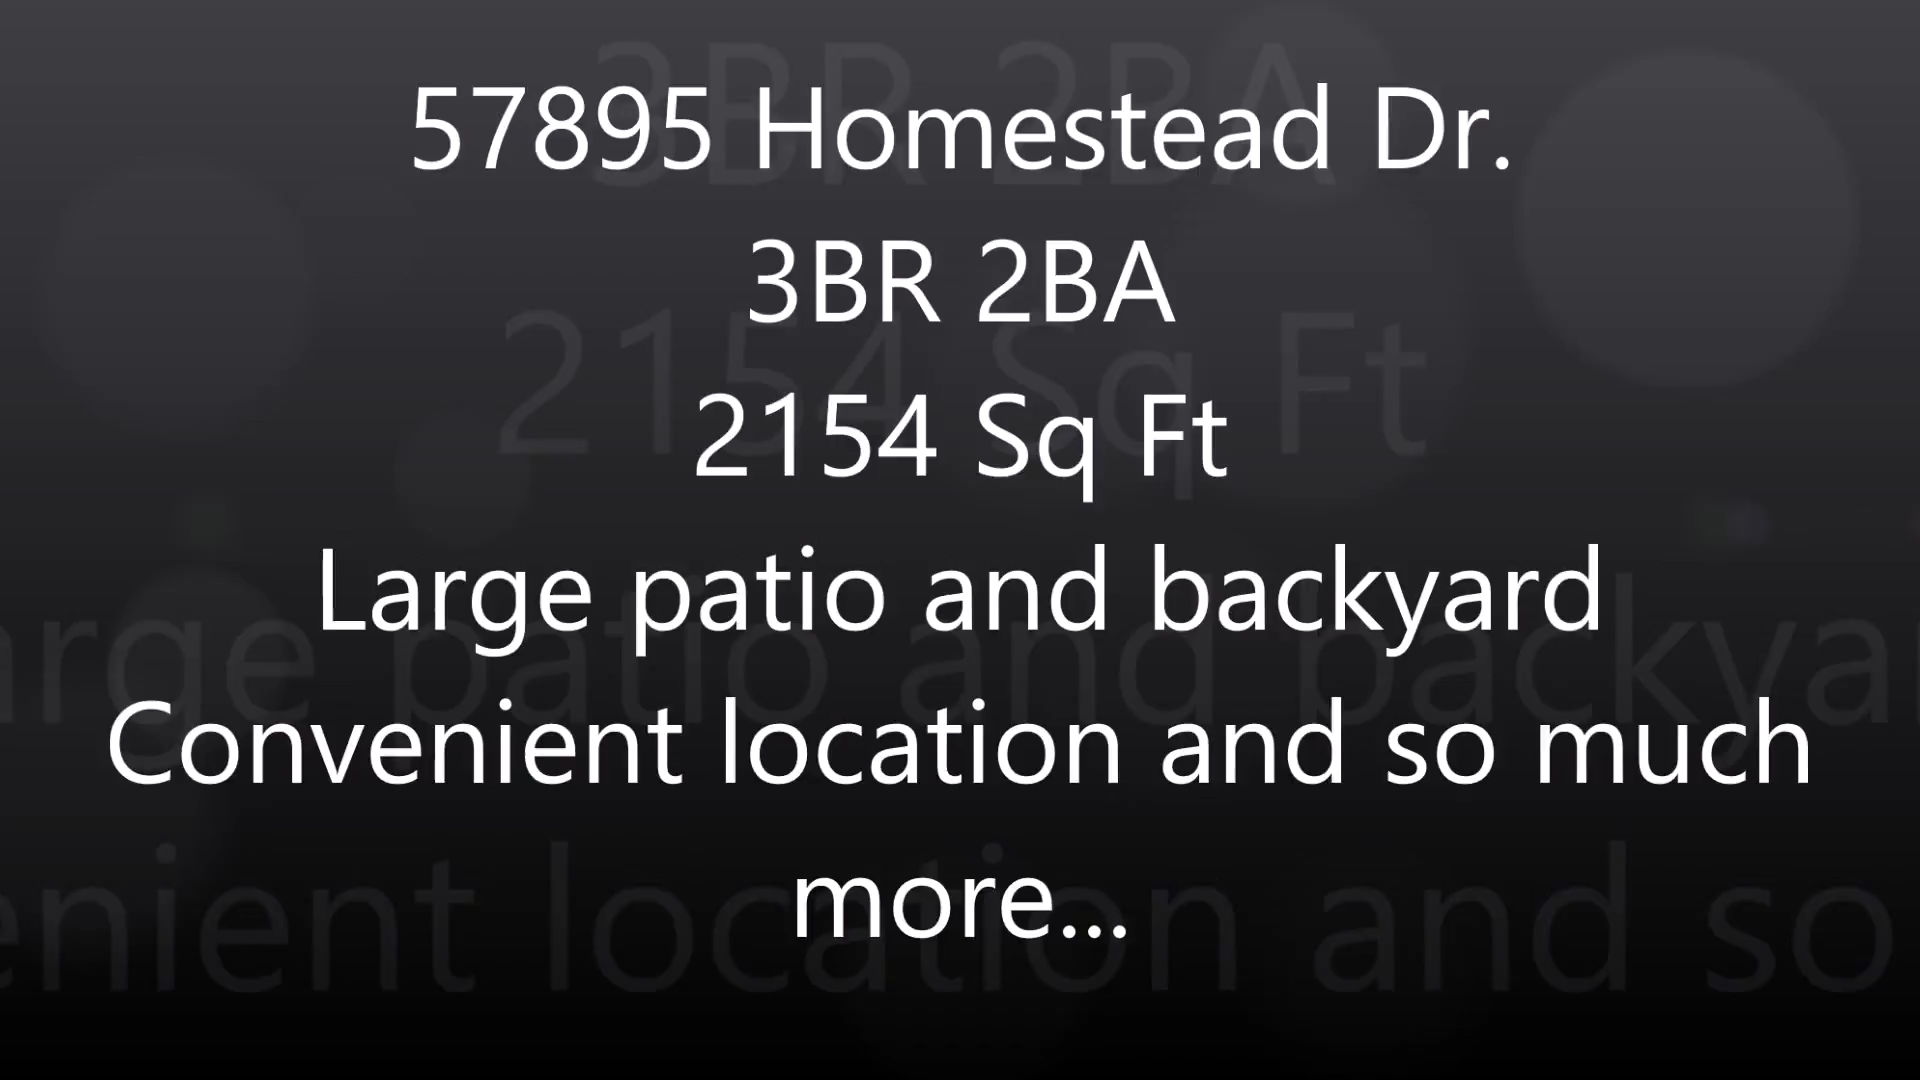 57895 Homestead Dr.
3BR 2BA
2154 Sq Ft
Large patio and backyard
Convenient location and so much
more...